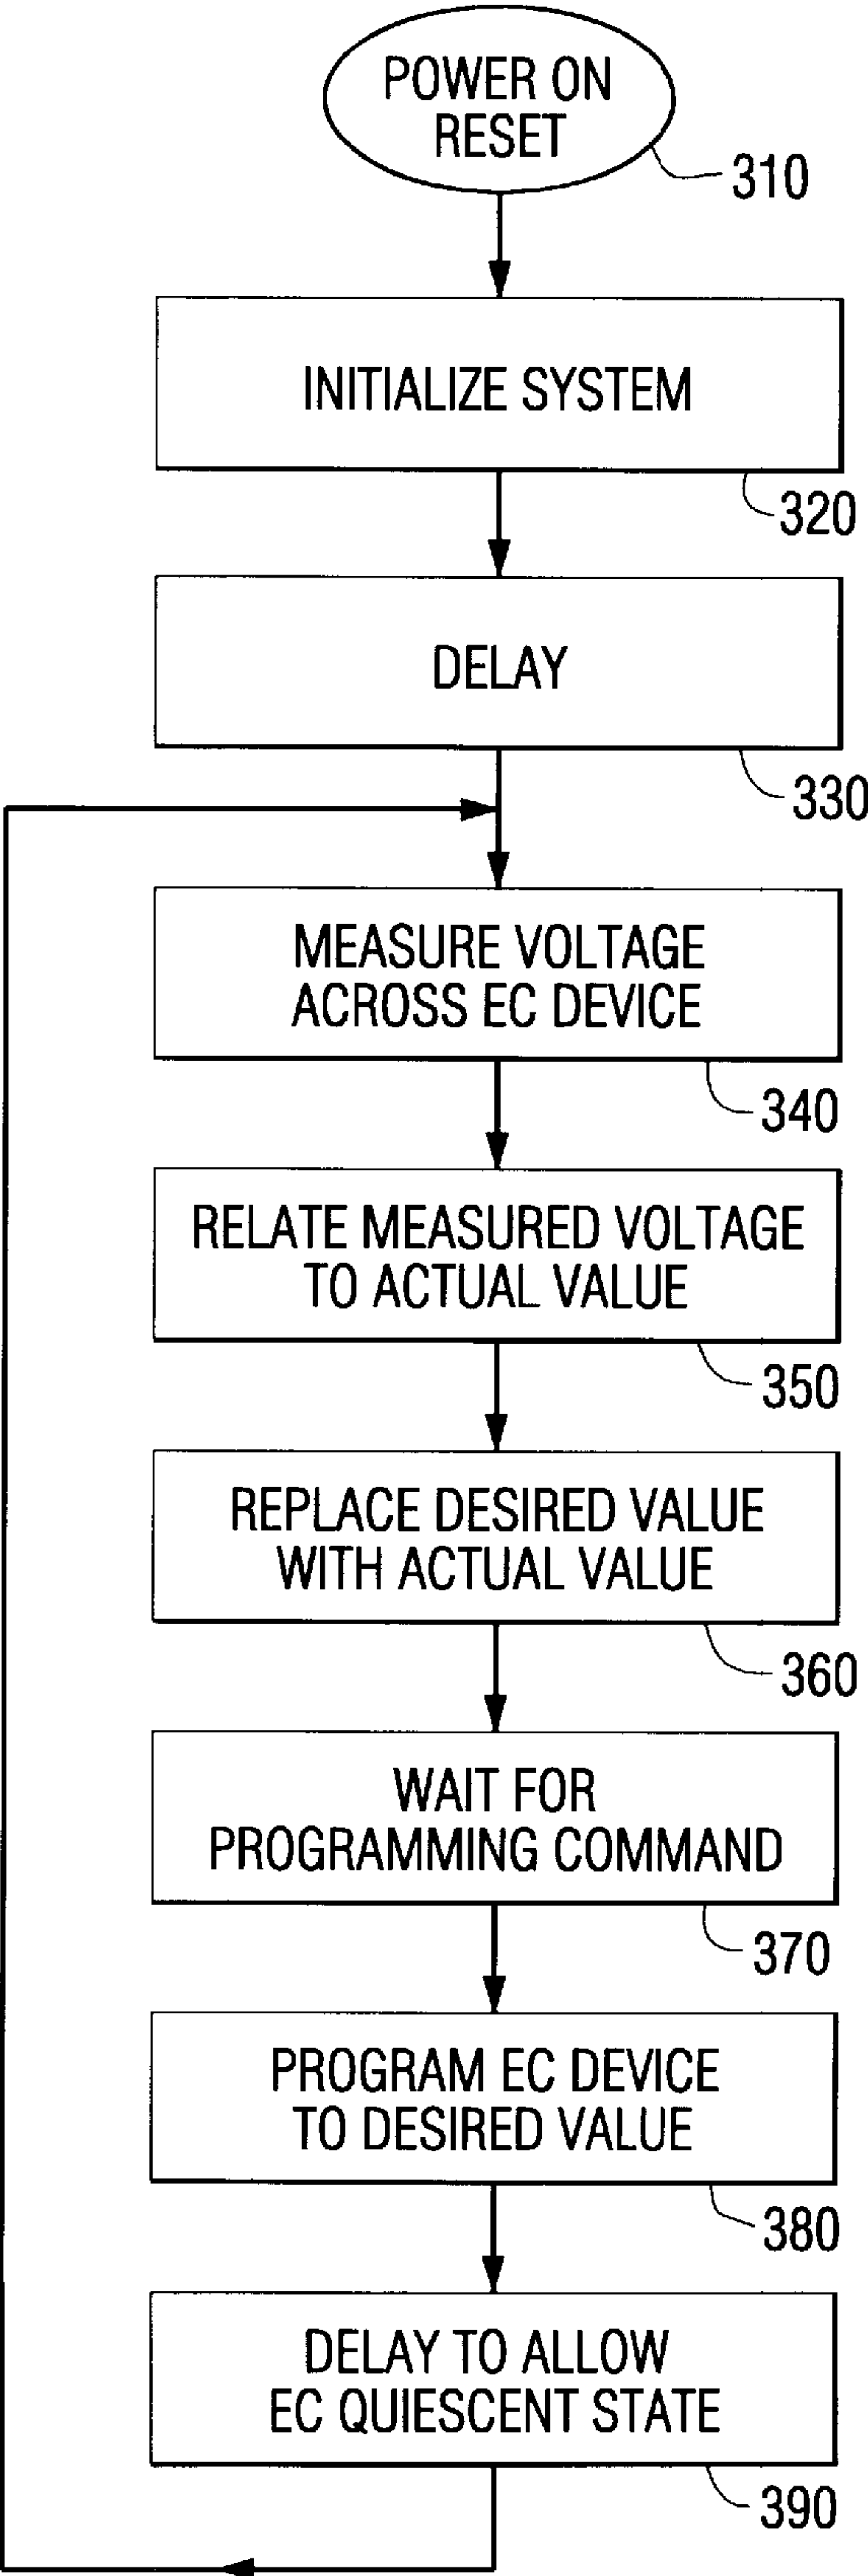 POWER ON
RESET
310
INITIALIZE SYSTEM
320
DELAY
330
MEASURE VOLTAGE
ACROSS EC DEVICE
340
RELATE MEASURED VOLTAGE
TO ACTUAL VALUE
350
REPLACE DESIRED VALUE
WITH ACTUAL VALUE
360
WAIT FOR
PROGRAMMING COMMAND
370
PROGRAM EC DEVICE
TO DESIRED VALUE
380
DELAY TO ALLOW
EC QUIESCENT STATE
390